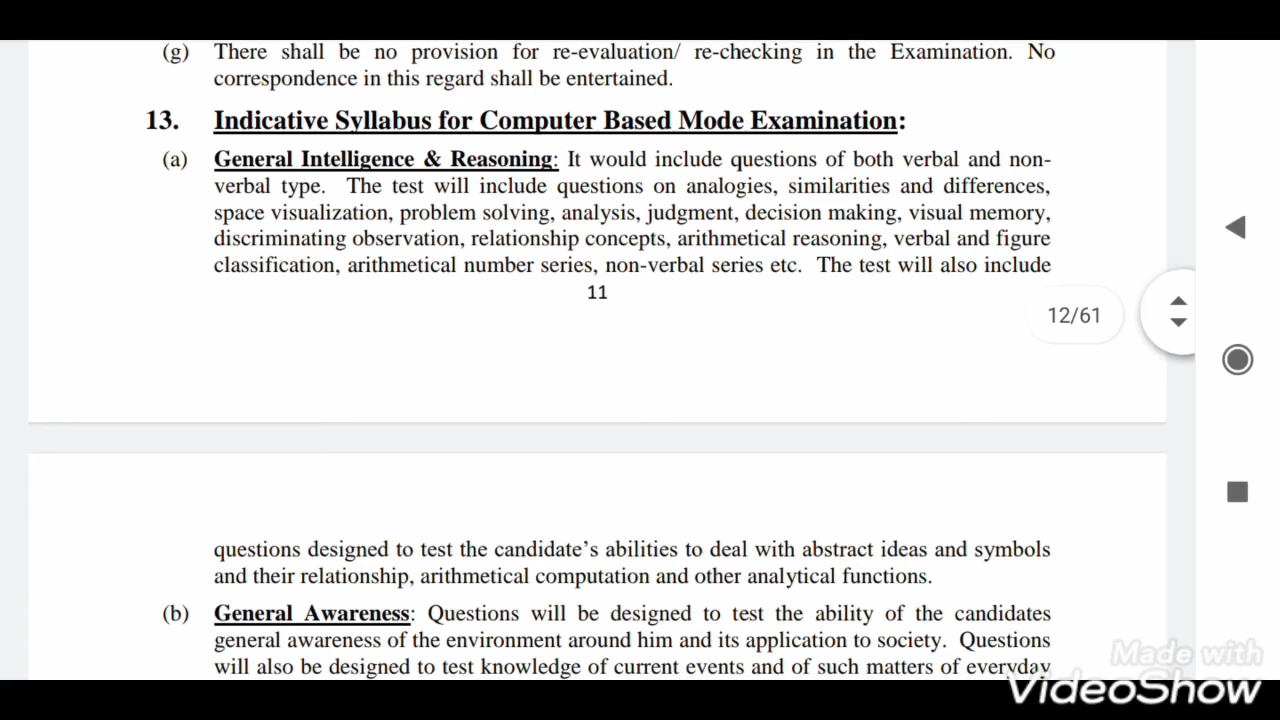 (g) There shall be no provision for re-evaluation/ re-checking in the Examination. No
correspondence in this regard shall be entertained.
13. Indicative Syllabus for Computer Based Mode Examination:
(a) General Intelligence & Reasoning: It would include questions of both verbal and non-
verbal type. The test will include questions on analogies, similarities and differences,
space visualization, problem solving, analysis, judgment, decision making, visual memory,
discriminating observation, relationship concepts, arithmetical reasoning, verbal and figure
classification, arithmetical number series, non-verbal series etc. The test will also include
11
12/61
questions designed to test the candidate's abilities to deal with abstract ideas and symbols
and their relationship, arithmetical computation and other analytical functions.
(b) General Awareness: Questions will be designed to test the ability of the candidates
general awareness of the environment around him and its application to society. Questions
will also be designed to test knowledge of current events and of such matters of everyday
Made with
VideoShow